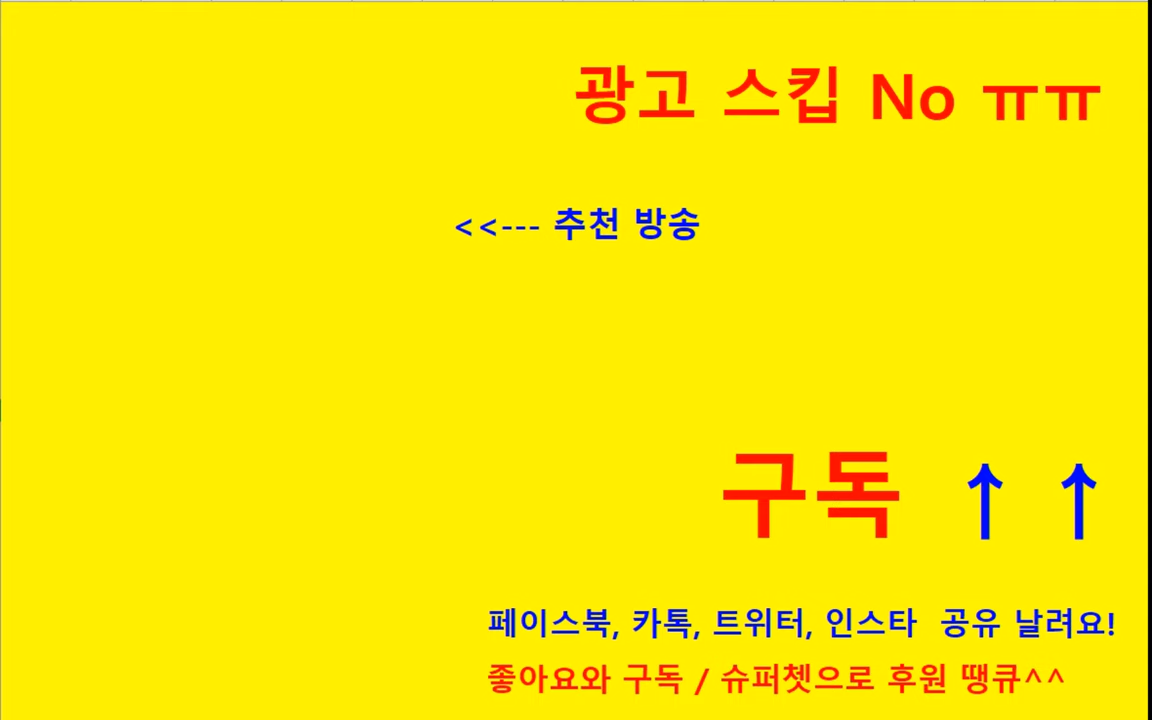 광고 스킵 No ㅠㅠ
<<--- 추천 방송
구독 ↑ ↑
페이스북, 카톡, 트위터, 인스타 공유 날려요!
좋아요와 구독 / 슈퍼쳇으로 후원 땡큐^^